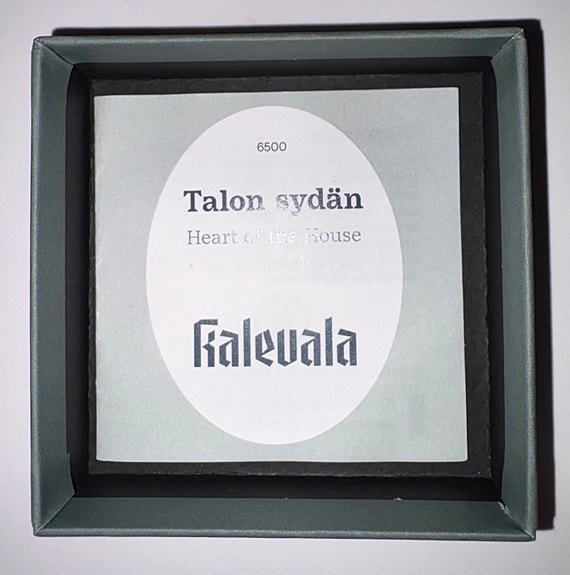 6500
Talon sydän
Heart of the House
Kalevala